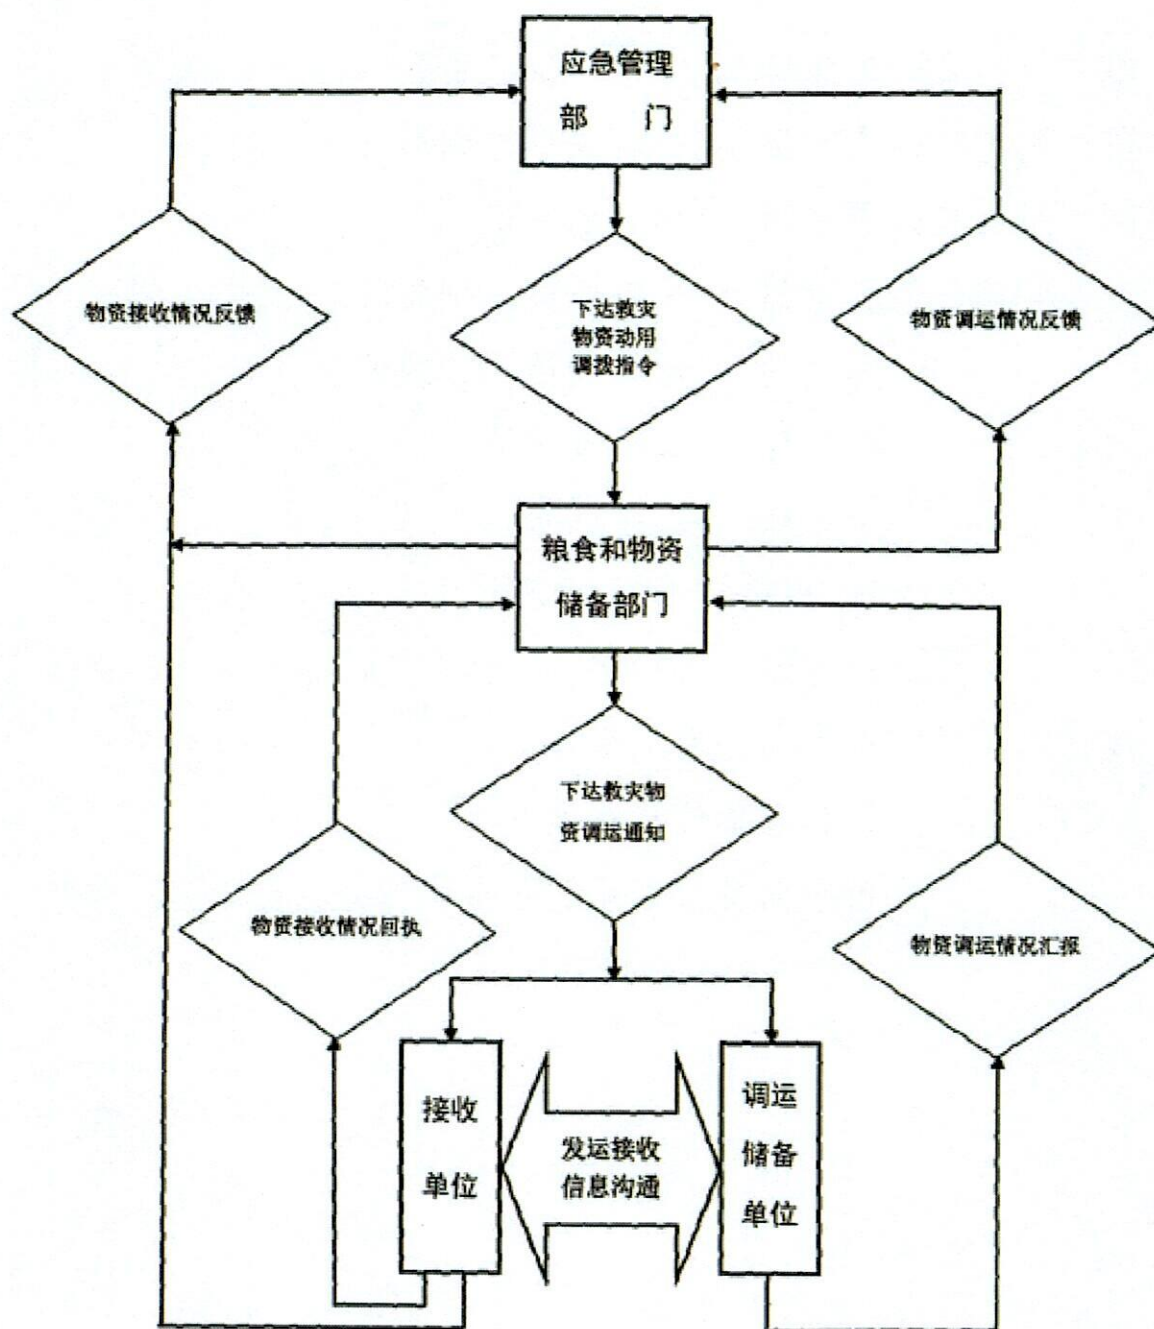 应急管理
部 门
物资接收情况反馈
下达救灾
物资动用
调拨指令
物资调运情况反馈
粮食和物资
储备部门
下达救灾物
资调运通知
物资接收情况回执
物资调运情况汇报
接收
单位
发运接收
信息沟通
调运
储备
单位